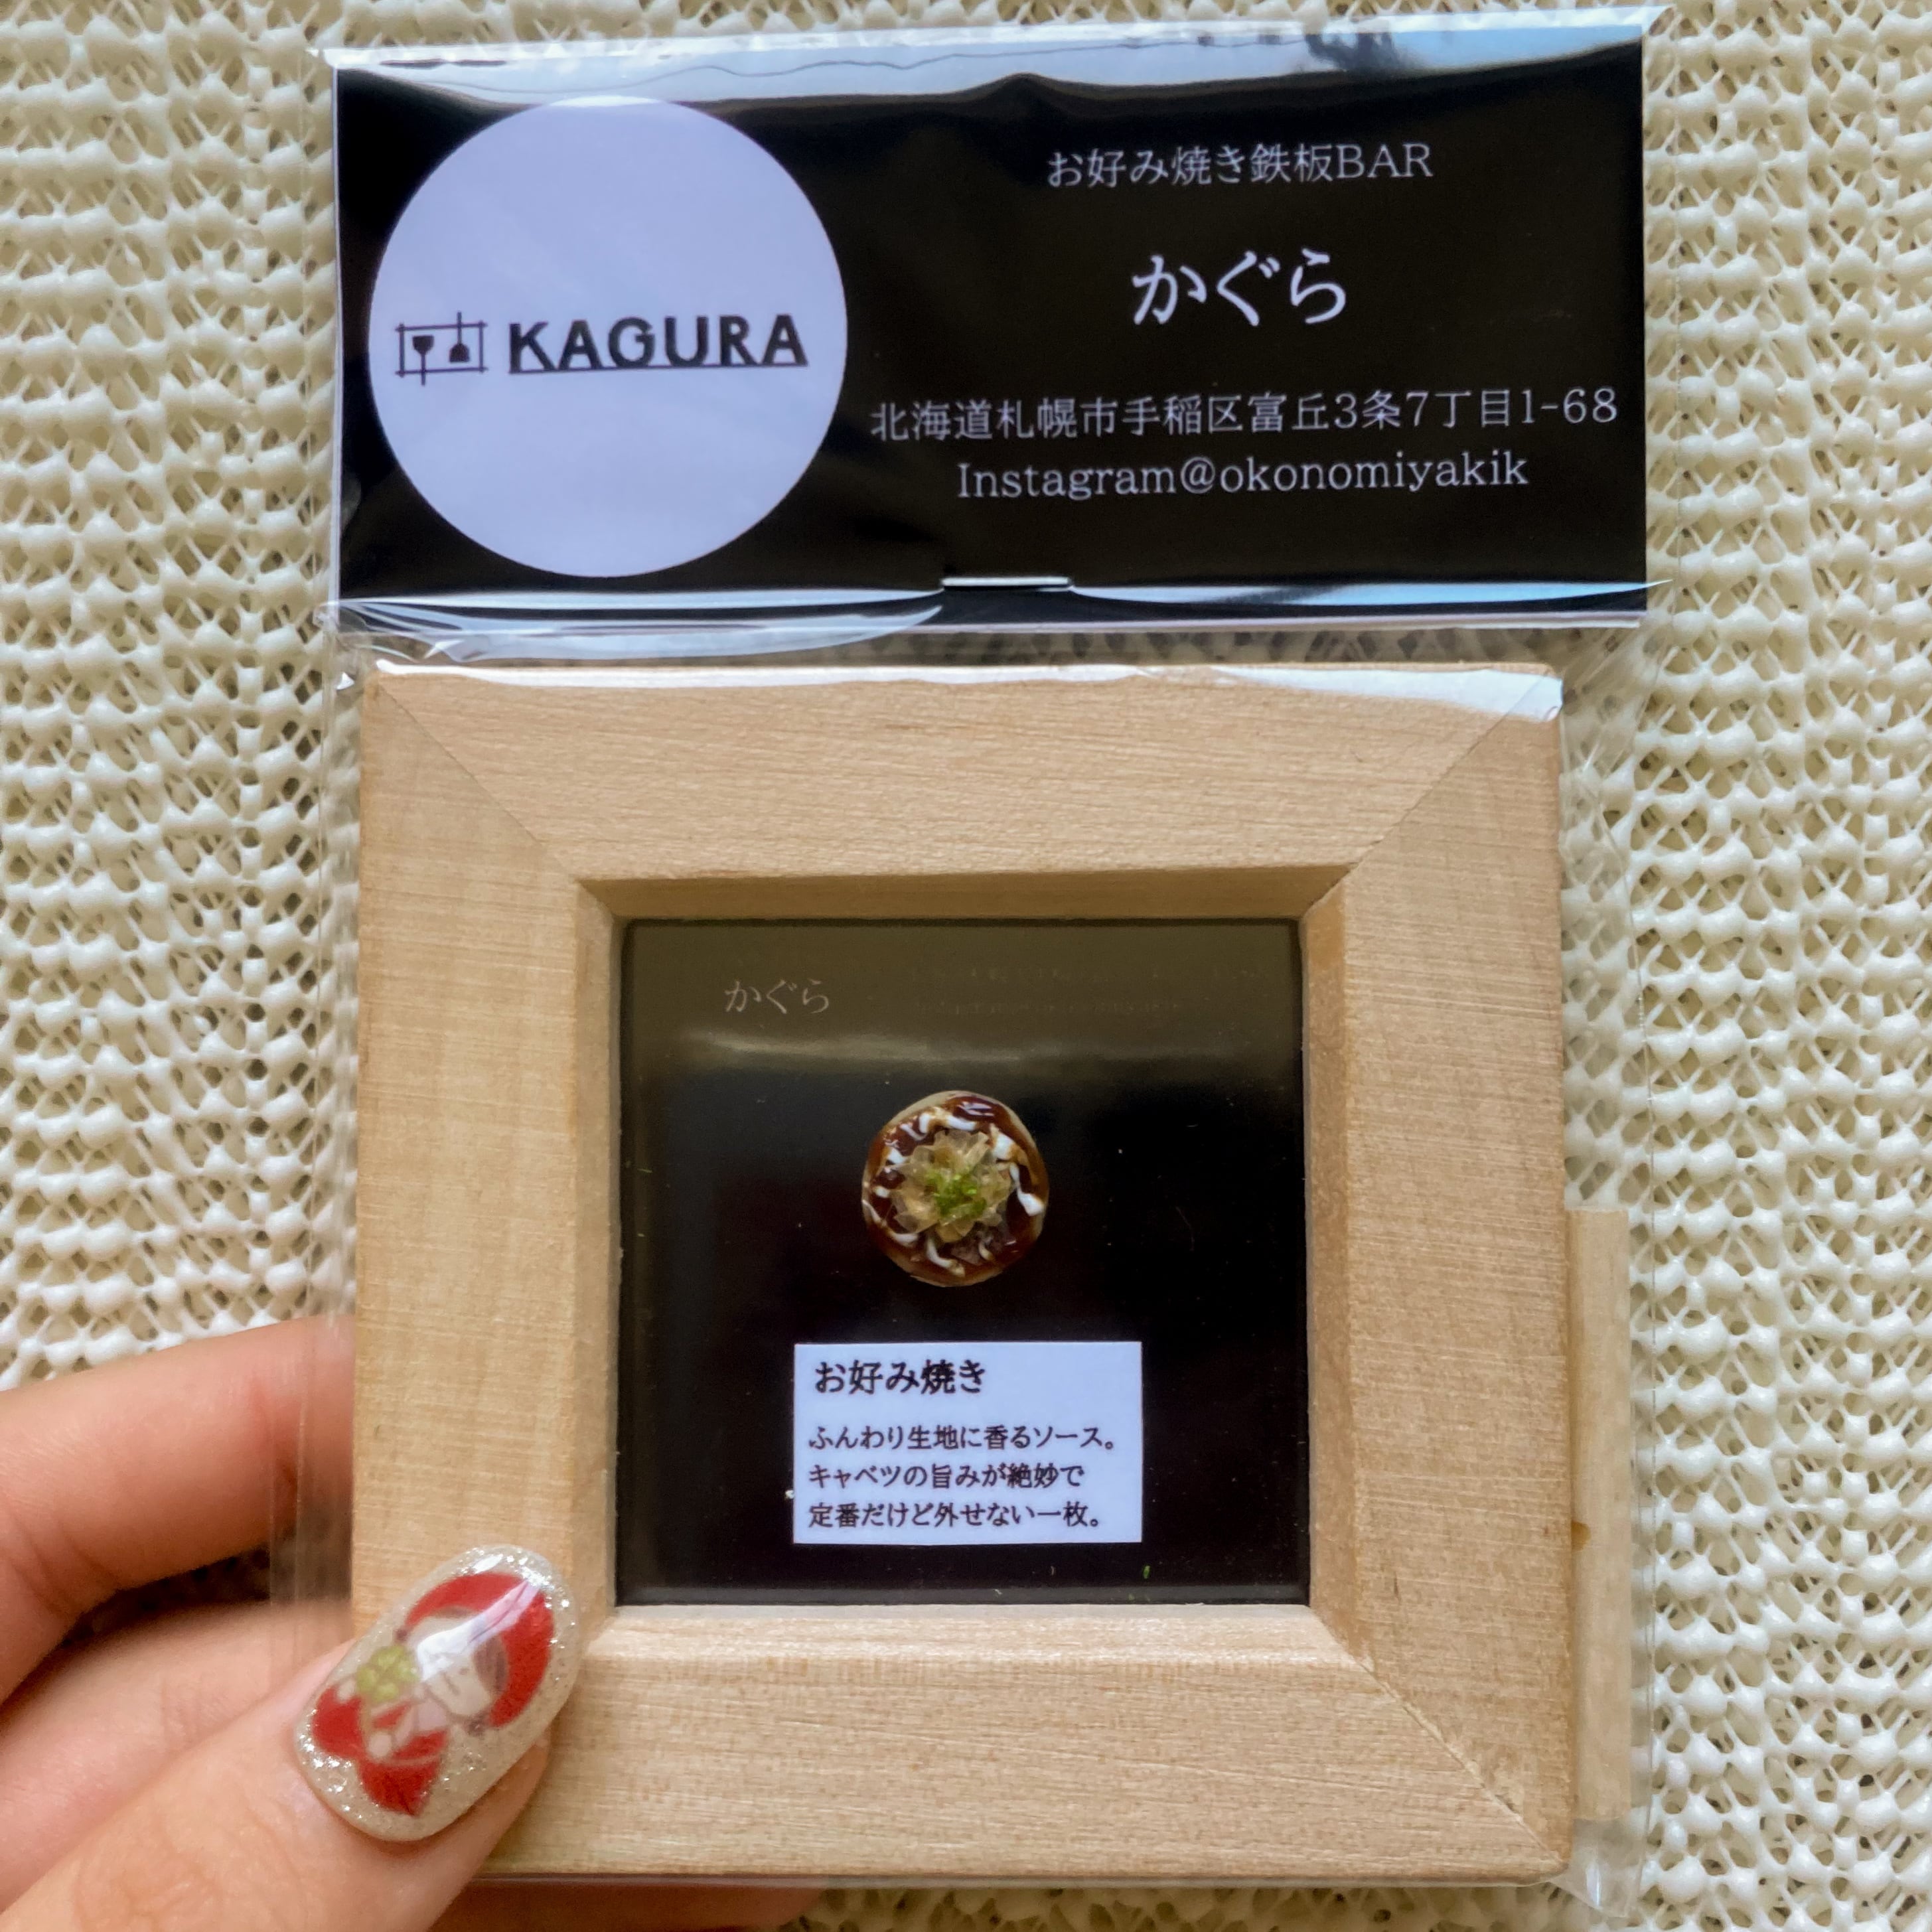 KAGURA
お好み焼き鉄板BAR
かぐら
北海道札幌市手稲区富丘3条7丁目1-68
Instagram@okonomiyakik
かぐら
お好み焼き
ふんわり生地に香るソース。
キャベツの旨みが絶妙で
定番だけど外せない一枚。